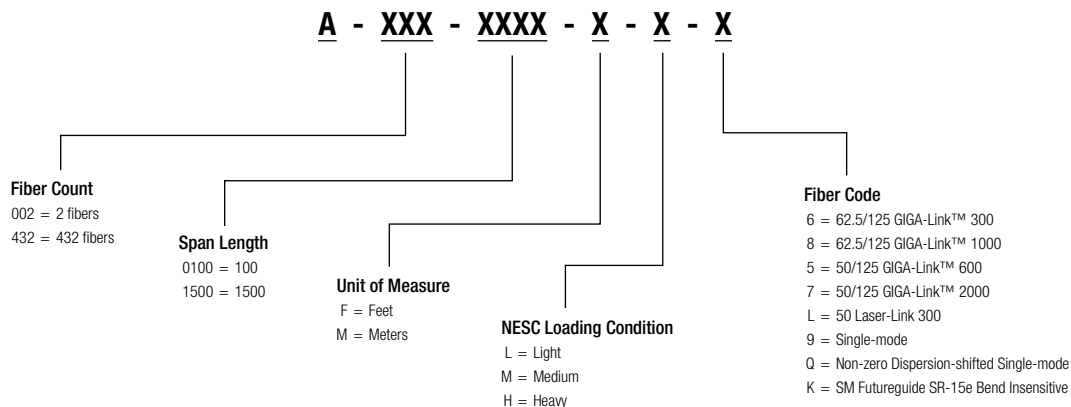 A - XXX - XXXX - X - X - X
Fiber Count
002 = 2 fibers
432 = 432 fibers
Span Length
0100 = 100
1500 = 1500
Unit of Measure
F = Feet
M = Meters
NESC Loading Condition
L = Light
M = Medium
H = Heavy
Fiber Code
6 = 62.5/125 GIGA-Link™ 300
8 = 62.5/125 GIGA-Link™ 1000
5 = 50/125 GIGA-Link™ 600
7 = 50/125 GIGA-Link™ 2000
L = 50 Laser-Link 300
9 = Single-mode
Q = Non-zero Dispersion-shifted Single-mode
K = SM Futureguide SR-15e Bend Insensitive